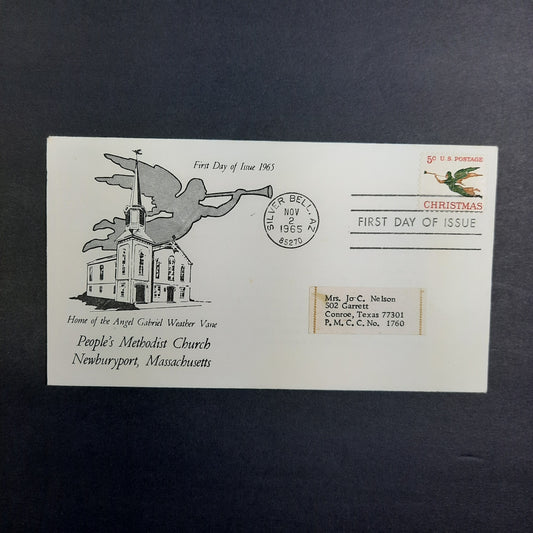 First Day of Issue 1965
Home of the Angel Gabriel Weather Vane
People's Methodist Church
Newburyport, Massachusetts
SILVER BELL, AZ
NOV
2
1965
85270
5c U.S. POSTAGE
CHRISTMAS
FIRST DAY OF ISSUE
Mrs. Jo C. Nelson
502 Garrett
Conroe, Texas 77301
P. M. C. C. No. 1760